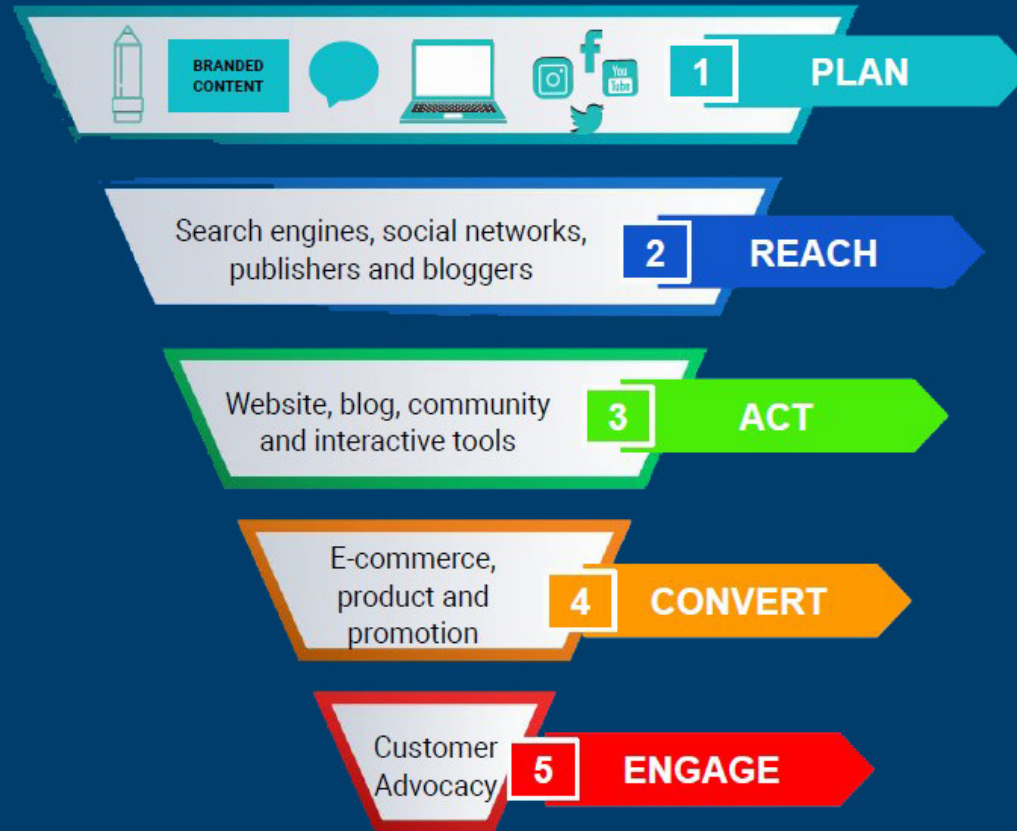 BRANDED
CONTENT
You
Tube
1
PLAN
Search engines, social networks,
publishers and bloggers
2
REACH
Website, blog, community
and interactive tools
3
ACT
E-commerce,
product and
promotion
4
CONVERT
Customer
Advocacy
5
ENGAGE